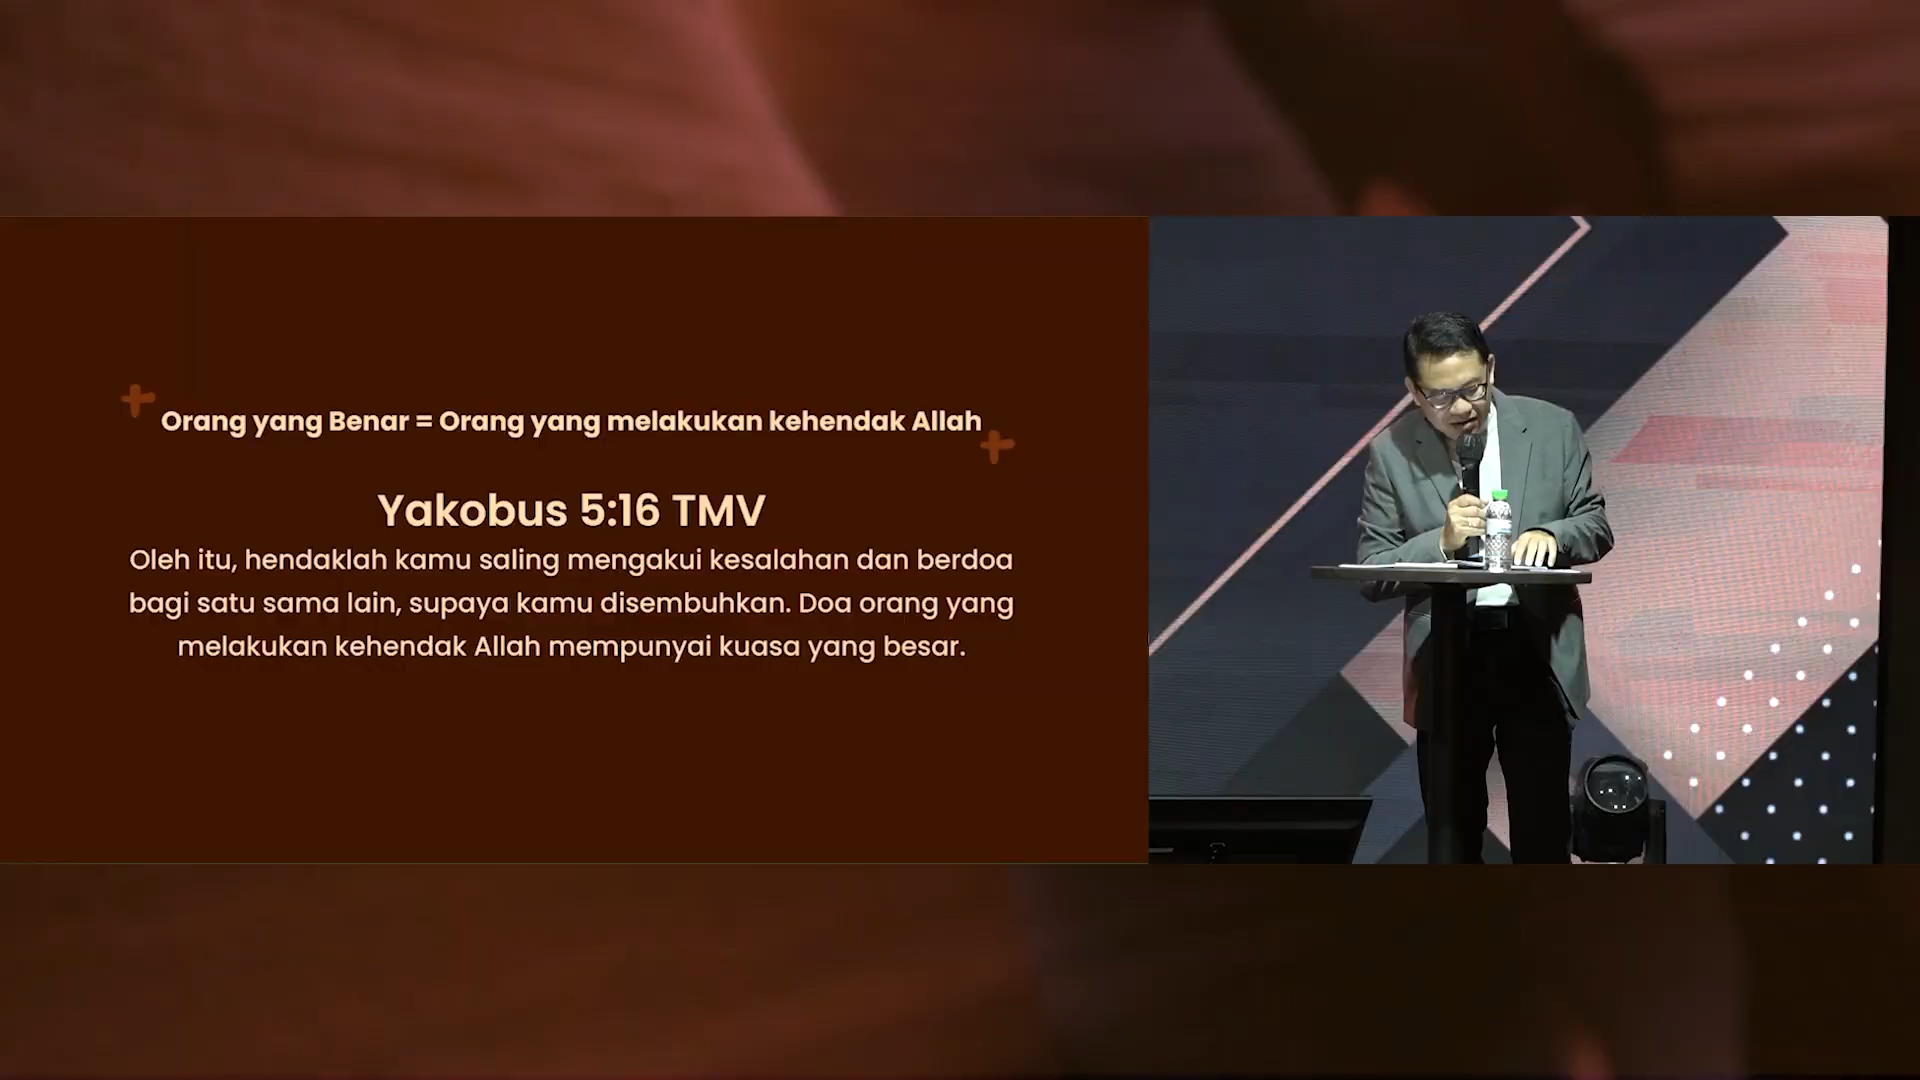 Orang yang Benar = Orang yang melakukan kehendak Allah
Yakobus 5:16 TMV
Oleh itu, hendaklah kamu saling mengakui kesalahan dan berdoa
bagi satu sama lain, supaya kamu disembuhkan. Doa orang yang
melakukan kehendak Allah mempunyai kuasa yang besar.